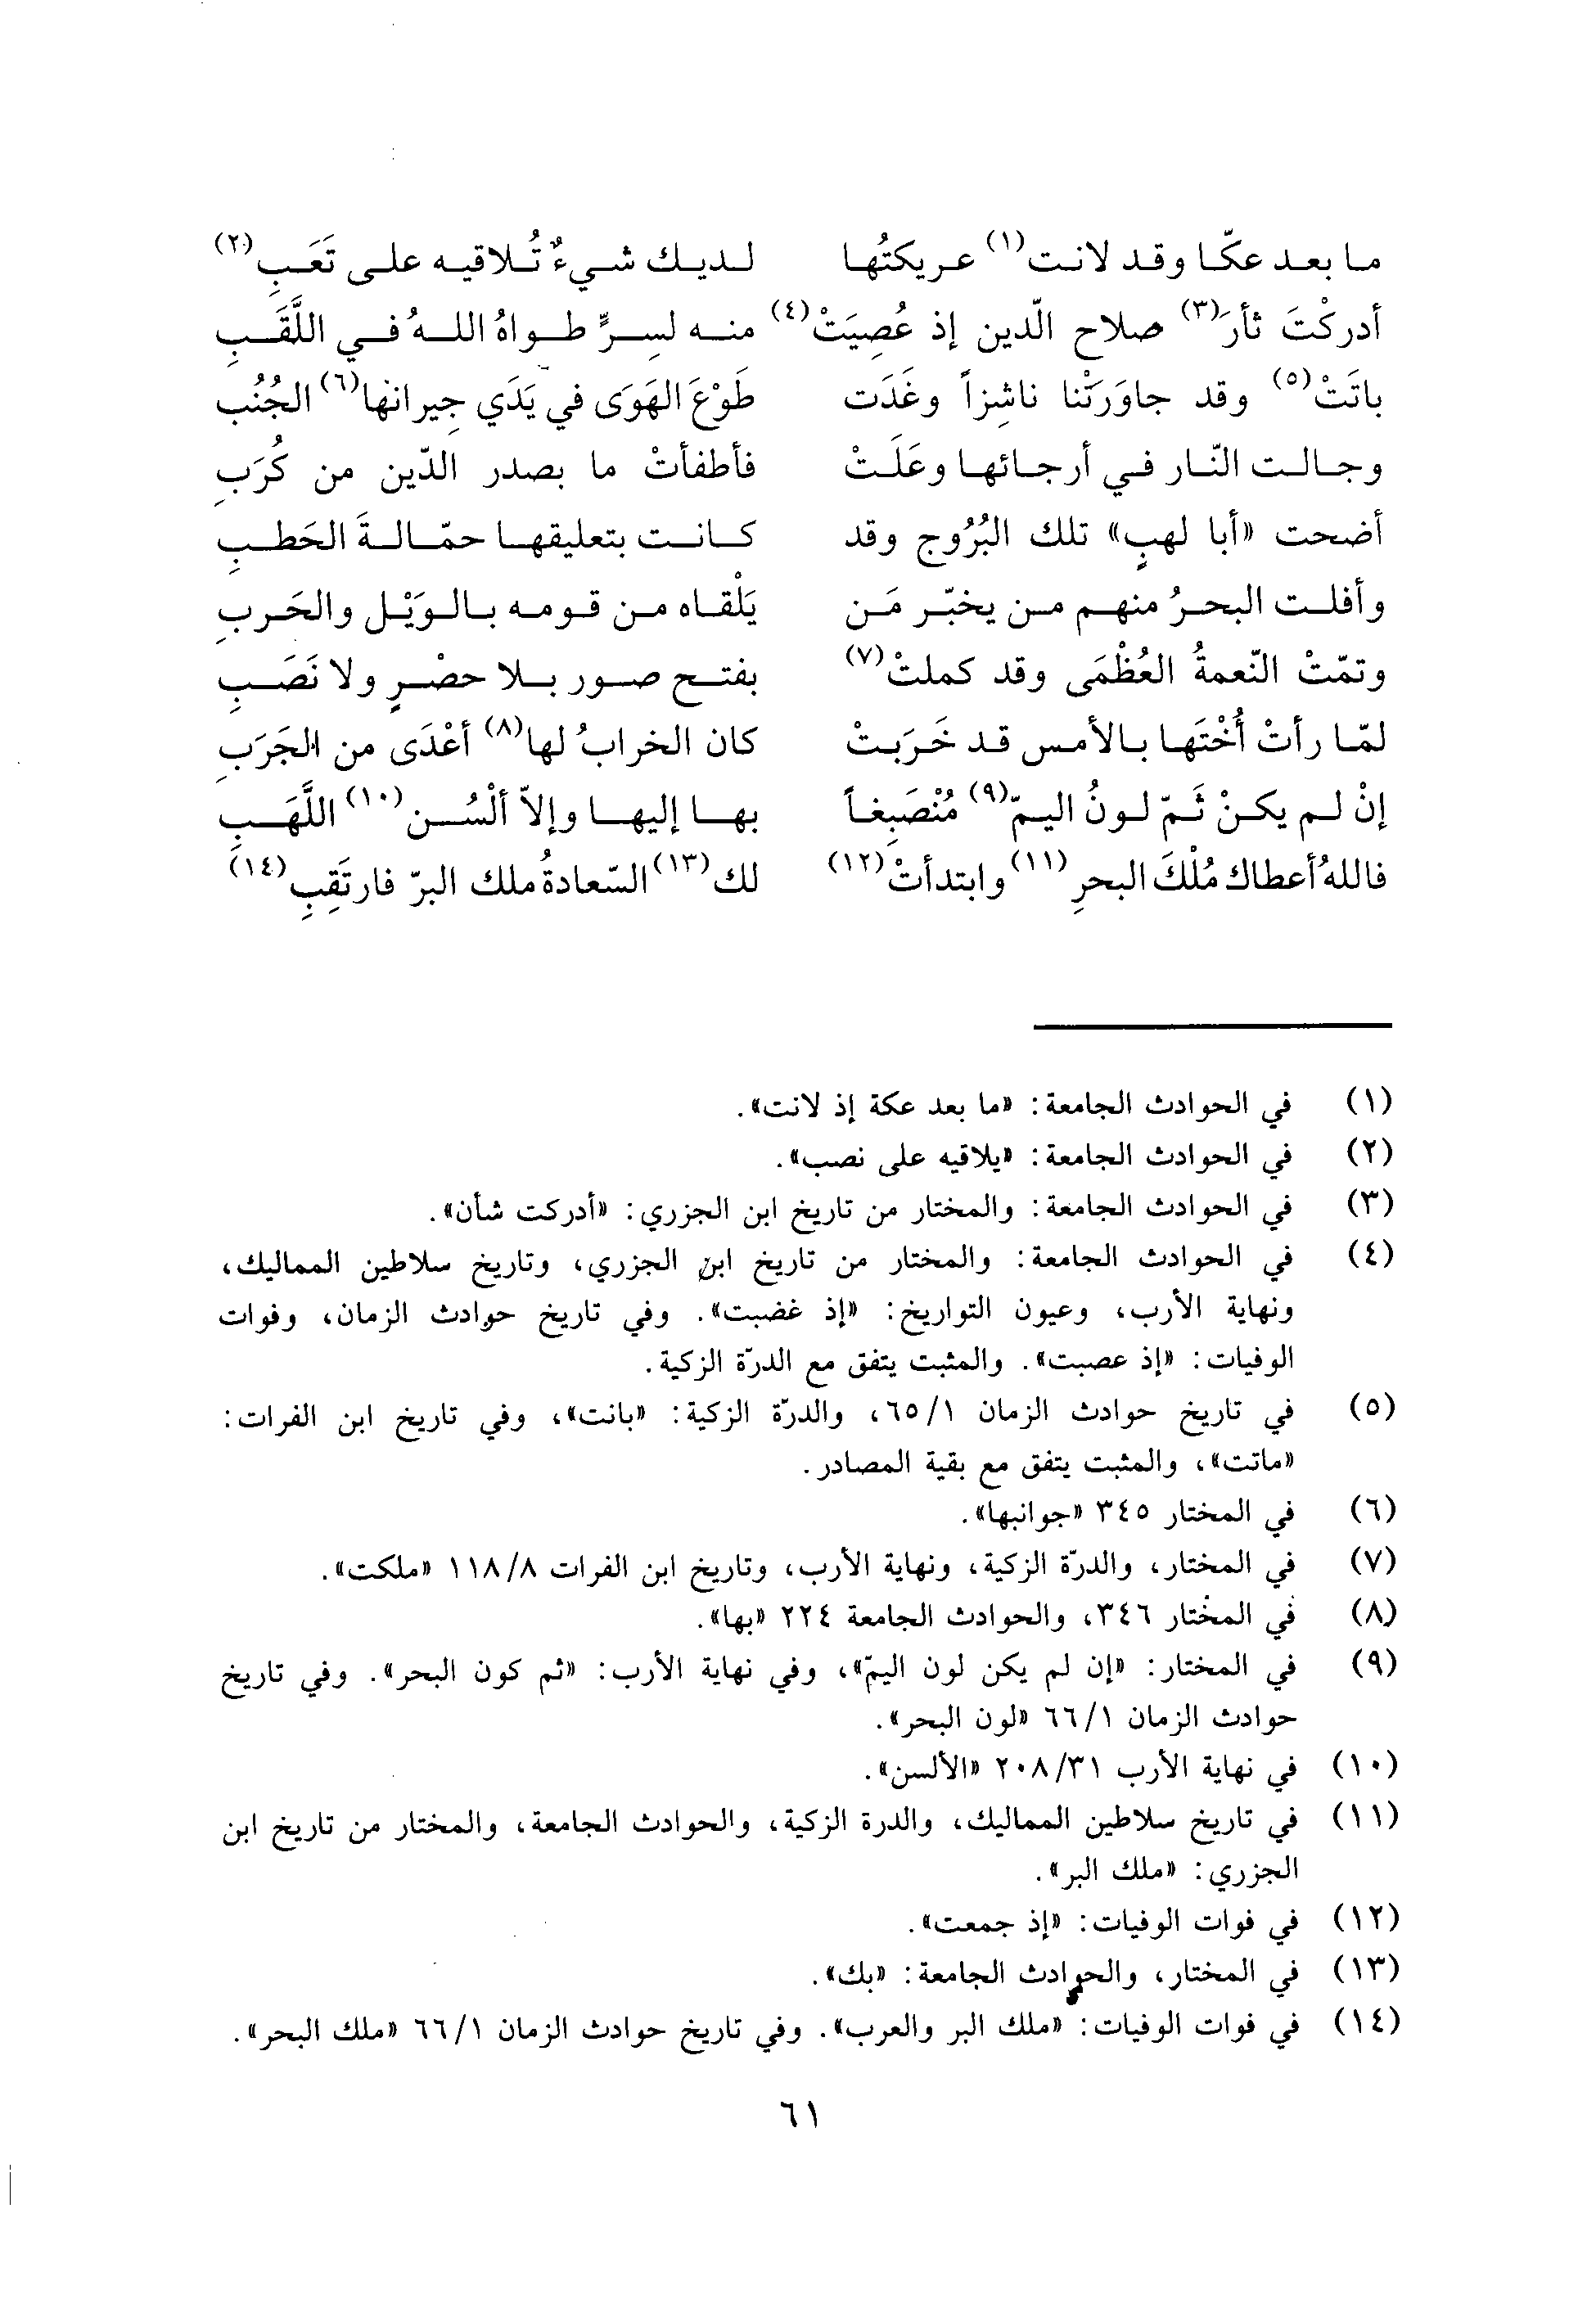 ما بعد عكّا وقد لانت(١) عريكتُها لديك شيءٌ تُلاقيه على تَعَبِ(٢)
أدركْتَ ثأرَ(٣) صلاح الدّين إذ عُصِيَتْ(٤) منه لسِرٍّ طواهُ اللهُ في اللَّقَبِ
باتَتْ(٥) وقد جاوَرَتْنا ناشِزاً وغَدَت طَوْعَ الهَوَى في يَدَي جِيرانها(٦) الجُنُبِ
وجالت النّار في أرجائها وعَلَتْ فأطفأتْ ما بصدر الدّين من كُرَبِ
أضحت «أبا لهبٍ» تلك البُرُوج وقد كانت بتعليقها حمّالةَ الحَطبِ
وأفلت البحرُ منهم من يخبّر مَن يَلْقاه من قومه بالوَيْل والحَربِ
وتمّتْ النّعمةُ العُظْمَى وقد كملتْ(٧) بفتح صور بلا حصْرٍ ولا نَصَبِ
لمّا رأتْ أُخْتَها بالأمس قد خَرَبتْ كان الخرابُ لها(٨) أعْدَى من الجَرَبِ
إنْ لم يكنْ ثَمّ لونُ اليمّ(٩) مُنْصَبِغاً بها إليها وإلاّ ألْسُن(١٠) اللَّهَبِ
فاللهُ أعطاك مُلْكَ البحرِ(١١) وابتدأتْ(١٢) لك(١٣) السّعادةُ ملك البرّ فارتَقِبِ(١٤)
(١) في الحوادث الجامعة: «ما بعد عكة إذ لانت».
(٢) في الحوادث الجامعة: «يلاقيه على نصب».
(٣) في الحوادث الجامعة: والمختار من تاريخ ابن الجزري: «أدركت شأن».
(٤) في الحوادث الجامعة: والمختار من تاريخ ابن الجزري، وتاريخ سلاطين المماليك،
ونهاية الأرب، وعيون التواريخ: «إذ غضبت». وفي تاريخ حوادث الزمان، وفوات
الوفيات: «إذ عصبت». والمثبت يتفق مع الدرّة الزكية.
(٥) في تاريخ حوادث الزمان ٦٥/١، والدرّة الزكية: «بانت»، وفي تاريخ ابن الفرات:
«ماتت»، والمثبت يتفق مع بقية المصادر.
(٦) في المختار ٣٤٥ «جوانبها».
(٧) في المختار، والدرّة الزكية، ونهاية الأرب، وتاريخ ابن الفرات ١١٨/٨ «ملكت».
(٨) في المختار ٣٤٦، والحوادث الجامعة ٢٢٤ «بها».
(٩) في المختار: «إن لم يكن لون اليمّ»، وفي نهاية الأرب: «ثم كون البحر». وفي تاريخ
حوادث الزمان ٦٦/١ «لون البحر».
(١٠) في نهاية الأرب ٢٠٨/٣١ «الألسن».
(١١) في تاريخ سلاطين المماليك، والدرة الزكية، والحوادث الجامعة، والمختار من تاريخ ابن
الجزري: «ملك البر».
(١٢) في فوات الوفيات: «إذ جمعت».
(١٣) في المختار، والحوادث الجامعة: «بك».
(١٤) في فوات الوفيات: «ملك البر والعرب». وفي تاريخ حوادث الزمان ٦٦/١ «ملك البحر».
٦١